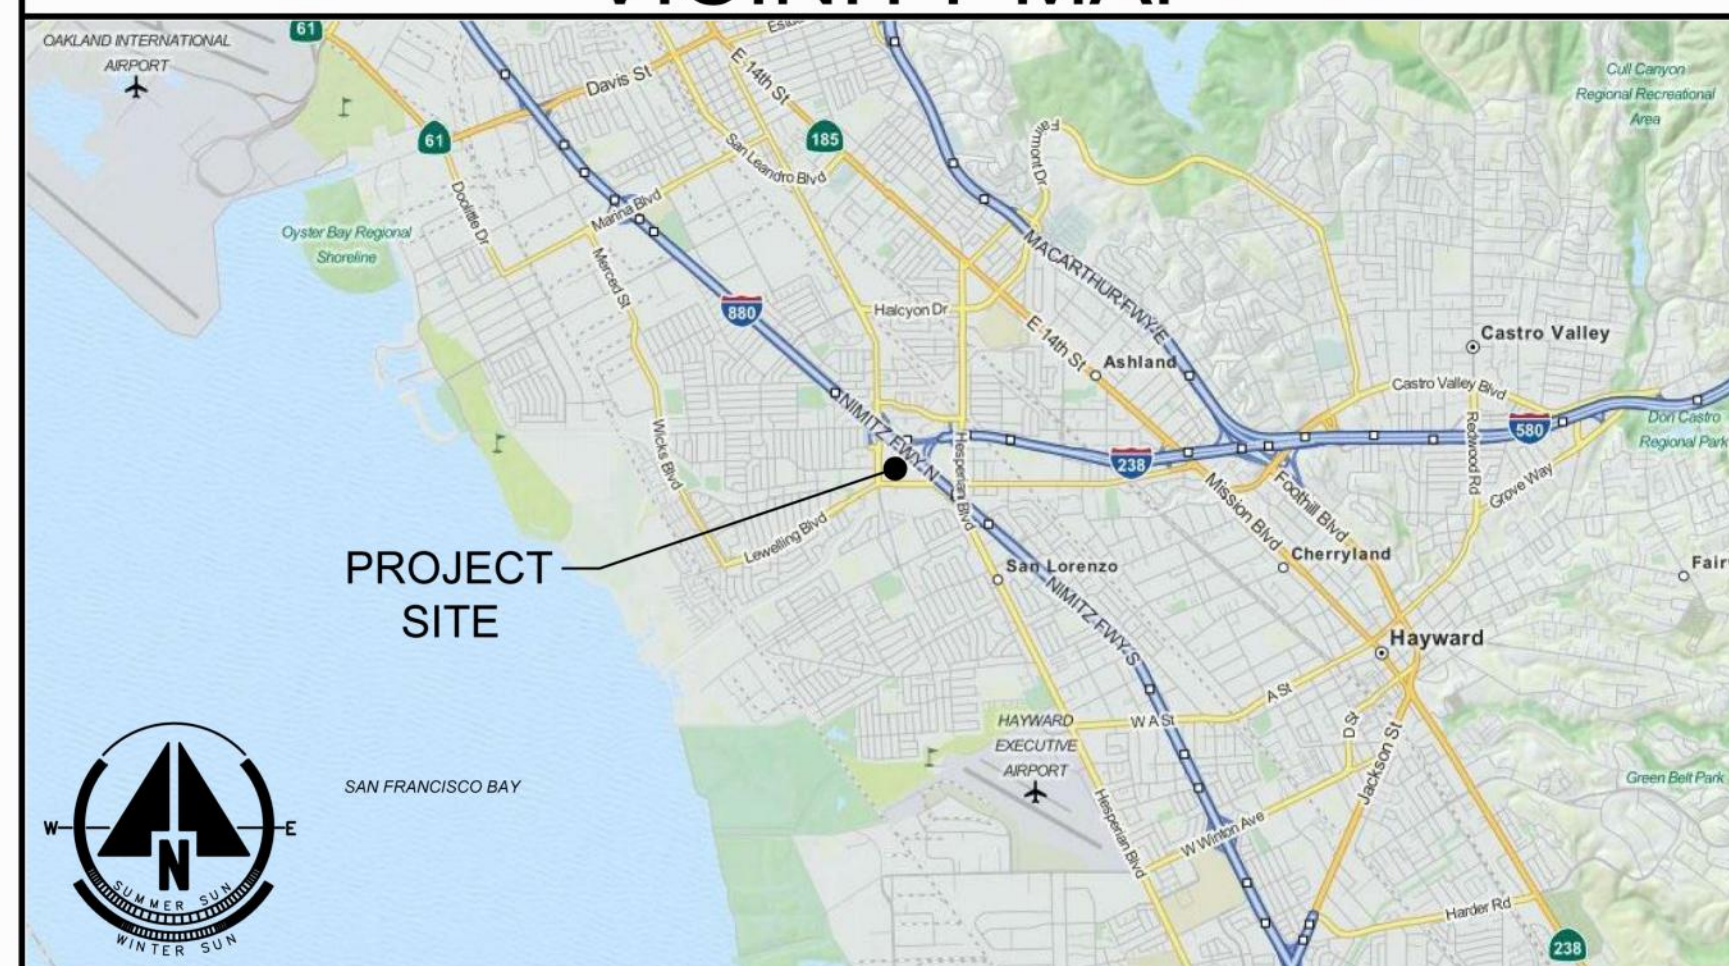 VICINITY MAP
61
OAKLAND INTERNATIONAL
AIRPORT
E 14th St
Davis St
Cull Canyon
Regional Recreational
Area
61
185
Fairmont Dr
San Leandro Blvd
Doolittle Dr
Marina Blvd
Oyster Bay Regional
Shoreline
Merced St
MACARTHUR FWY E
880
Halcyon Dr
E 14th St
Castro Valley
Ashland
Castro Valley Blvd
NIMITZ FWY N
Wicks Blvd
Hesperian Blvd
Redwood Rd
580
Don Castro
Regional Park
238
Mission Blvd
Foothill Blvd
Grove Way
Lewelling Blvd
PROJECT
SITE
Cherryland
San Lorenzo
Fair
NIMITZ FWY S
Hayward
A St
W A St
D St
HAYWARD
EXECUTIVE
AIRPORT
Jackson St
Green Belt Park
SAN FRANCISCO BAY
Hesperian Blvd
W Winton Ave
W
E
N
SUMMER SUN
WINTER SUN
Harder Rd
238